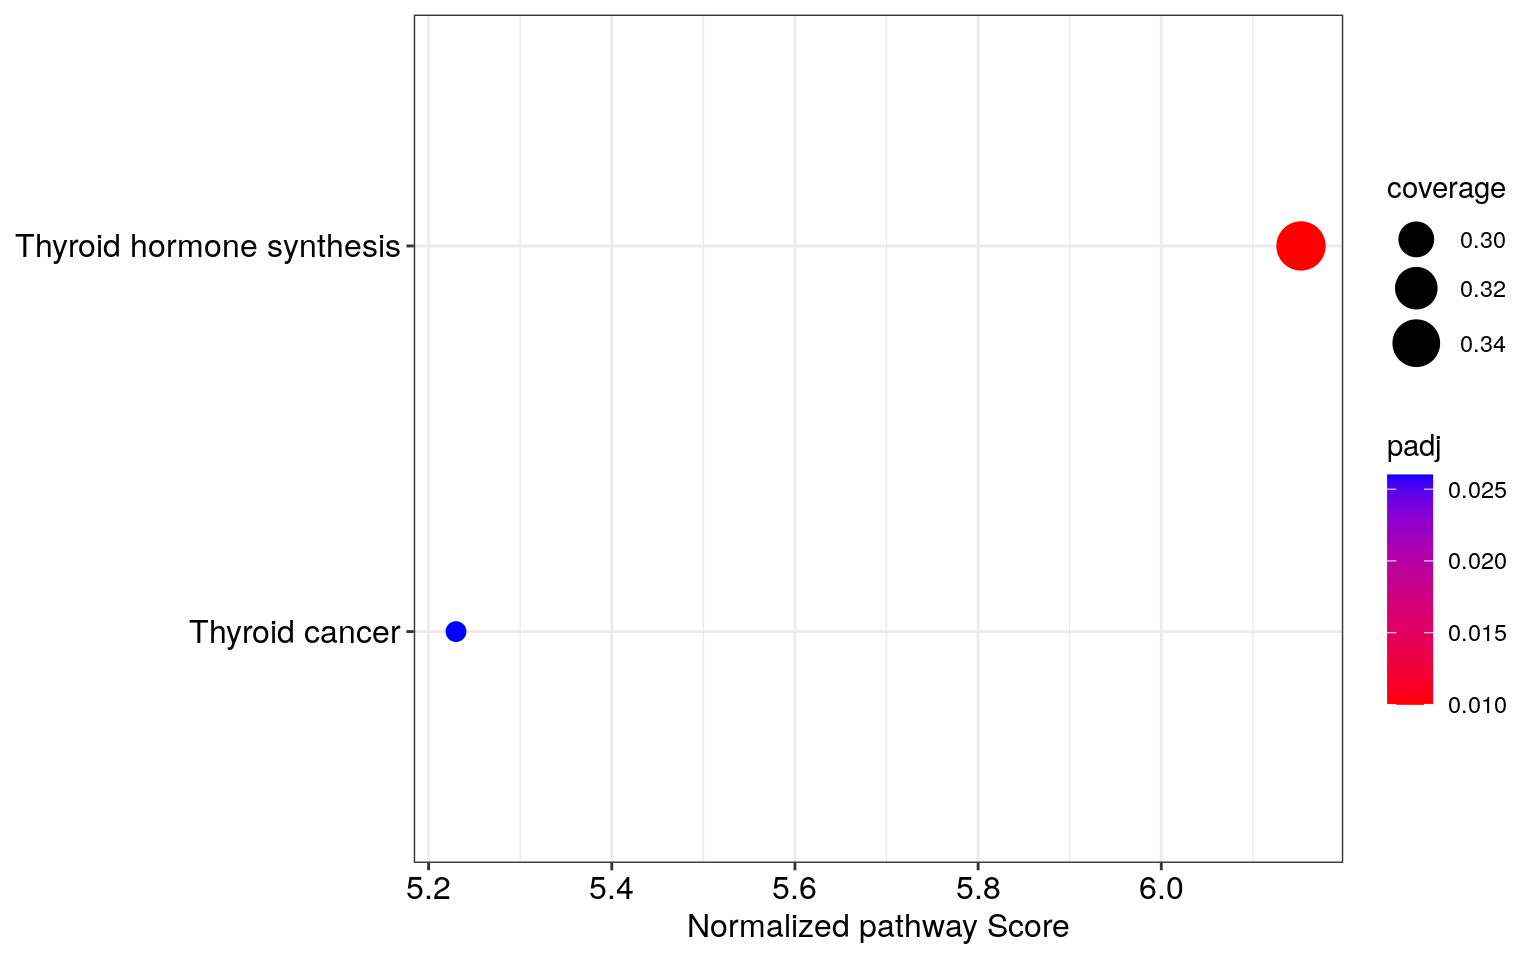 Thyroid hormone synthesis
Thyroid cancer
5.2
5.4
5.6
5.8
6.0
Normalized pathway Score
coverage
0.30
0.32
0.34
padj
0.025
0.020
0.015
0.010